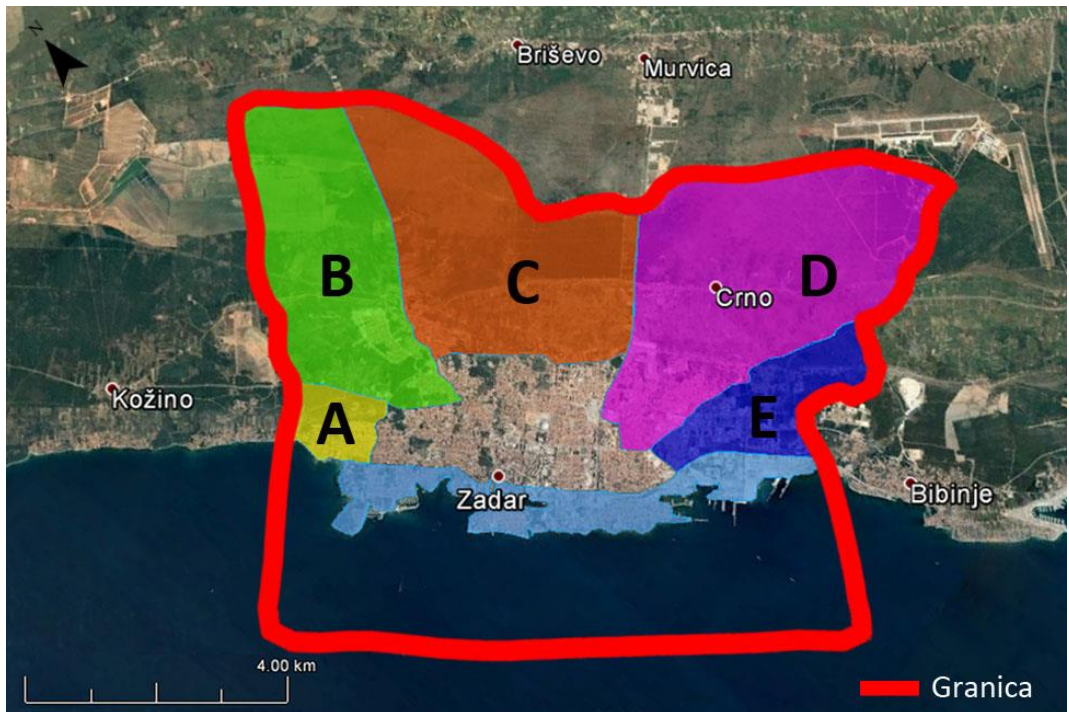 N
Briševo
Murvica
B
C
D
Crno
Kožino
A
E
Zadar
Bibinje
4.00 km
Granica